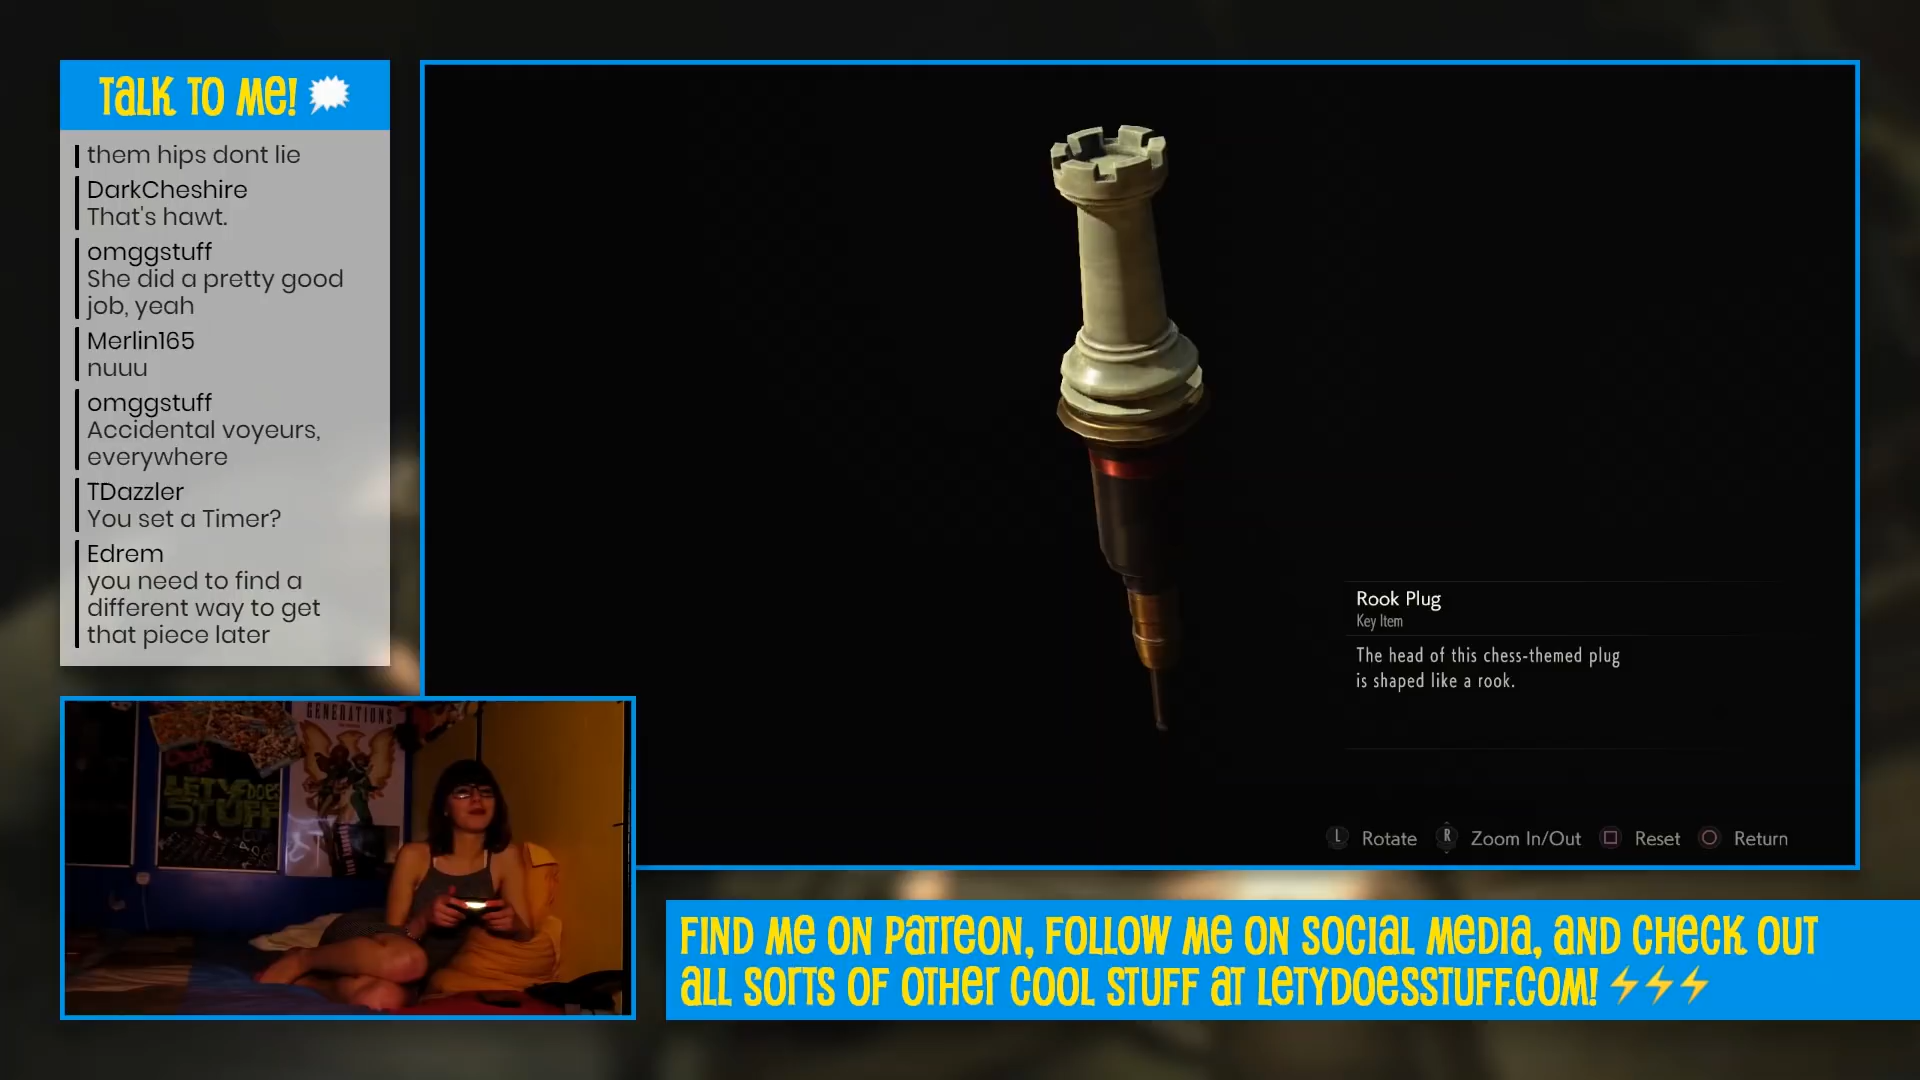 TALK TO ME!
them hips dont lie
DarkCheshire
That's hawt.
omggstuff
She did a pretty good
job, yeah
Merlin165
nuuu
omggstuff
Accidental voyeurs,
everywhere
TDazzler
You set a Timer?
Edrem
you need to find a
different way to get
that piece later
Rook Plug
Key Item
The head of this chess-themed plug
is shaped like a rook.
L Rotate R Zoom In/Out Reset Return
GENERATIONS
LETY DOES
STUFF
FIND ME ON PATREON, FOLLOW ME ON SOCIAL MEDIA, AND CHECK OUT
ALL SORTS OF OTHER COOL STUFF AT LETYDOESSTUFF.COM!